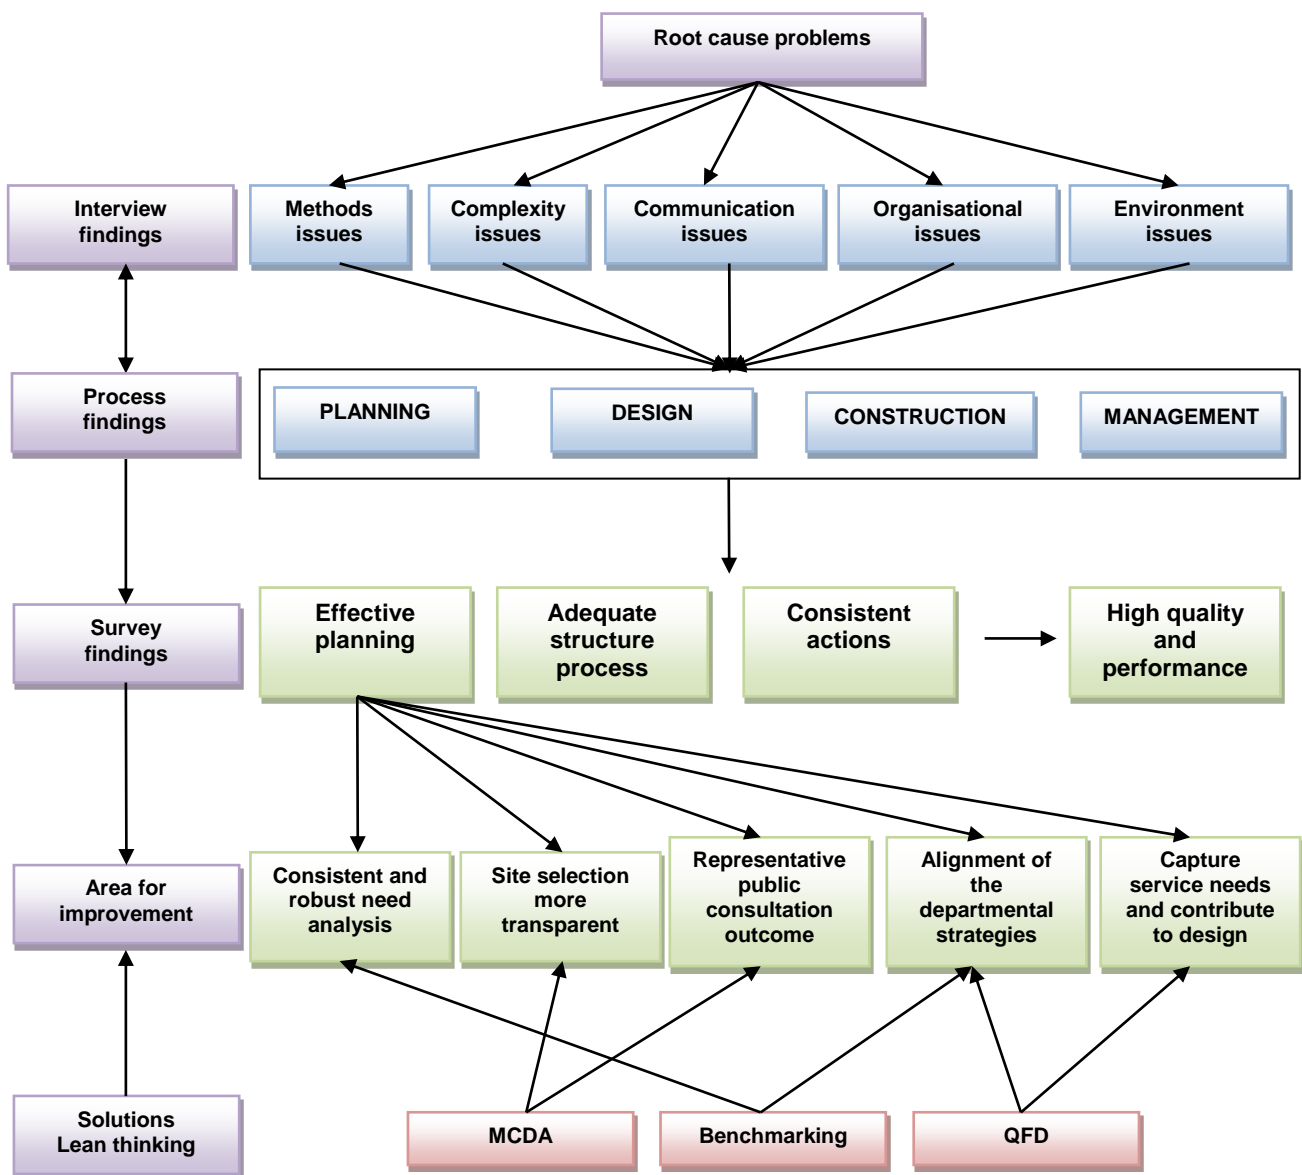 Root cause problems
Interview
findings
Methods
issues
Complexity
issues
Communication
issues
Organisational
issues
Environment
issues
Process
findings
PLANNING
DESIGN
CONSTRUCTION
MANAGEMENT
Survey
findings
Effective
planning
Adequate
structure
process
Consistent
actions
High quality
and
performance
Area for
improvement
Consistent and
robust need
analysis
Site selection
more
transparent
Representative
public
consultation
outcome
Alignment of
the
departmental
strategies
Capture
service needs
and contribute
to design
Solutions
Lean thinking
MCDA
Benchmarking
QFD